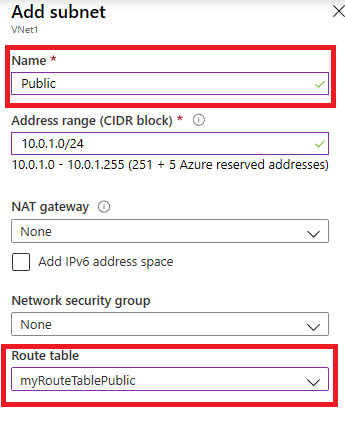 Add subnet
VNet1
Name *
Public
Address range (CIDR block) *
10.0.1.0/24
10.0.1.0 - 10.0.1.255 (251 + 5 Azure reserved addresses)
NAT gateway
None
Add IPv6 address space
Network security group
None
Route table
myRouteTablePublic